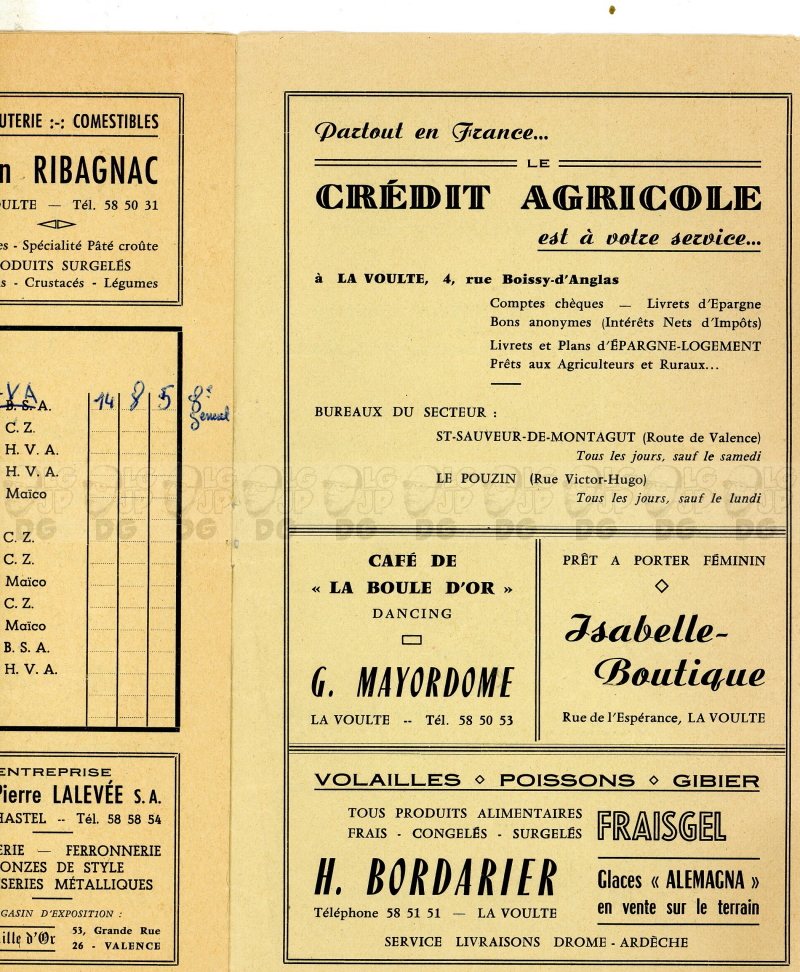 UTERIE :-: COMESTIBLES
n RIBAGNAC
OULTE — Tél. 58 50 31
es - Spécialité Pâté croûte
ODUITS SURGELÉS
s - Crustacés - Légumes
VA
B. S. A. 14 8 5 8e
général
C. Z.
H. V. A.
H. V. A.
Maïco
C. Z.
C. Z.
Maïco
C. Z.
Maïco
B. S. A.
H. V. A.
ENTREPRISE
Pierre LALEVÉE S. A.
HASTEL -- Tél. 58 58 54
ERIE — FERRONNERIE
ONZES DE STYLE
SERIES MÉTALLIQUES
GASIN D'EXPOSITION :
ille d'Or
53, Grande Rue
26 - VALENCE
Partout en France...
LE
CRÉDIT AGRICOLE
est à votre service...
à LA VOULTE, 4, rue Boissy-d'Anglas
Comptes chèques — Livrets d'Epargne
Bons anonymes (Intérêts Nets d'Impôts)
Livrets et Plans d'ÉPARGNE-LOGEMENT
Prêts aux Agriculteurs et Ruraux...
BUREAUX DU SECTEUR :
ST-SAUVEUR-DE-MONTAGUT (Route de Valence)
Tous les jours, sauf le samedi
LE POUZIN (Rue Victor-Hugo)
Tous les jours, sauf le lundi
LG JP DG
CAFÉ DE
« LA BOULE D'OR »
DANCING
G. MAYORDOME
LA VOULTE -- Tél. 58 50 53
PRÊT A PORTER FÉMININ
Isabelle-
Boutique
Rue de l'Espérance, LA VOULTE
VOLAILLES ◇ POISSONS ◇ GIBIER
TOUS PRODUITS ALIMENTAIRES
FRAIS - CONGELÉS - SURGELÉS
FRAISGEL
H. BORDARIER
Téléphone 58 51 51 — LA VOULTE
Glaces « ALEMAGNA »
en vente sur le terrain
SERVICE LIVRAISONS DROME - ARDÈCHE